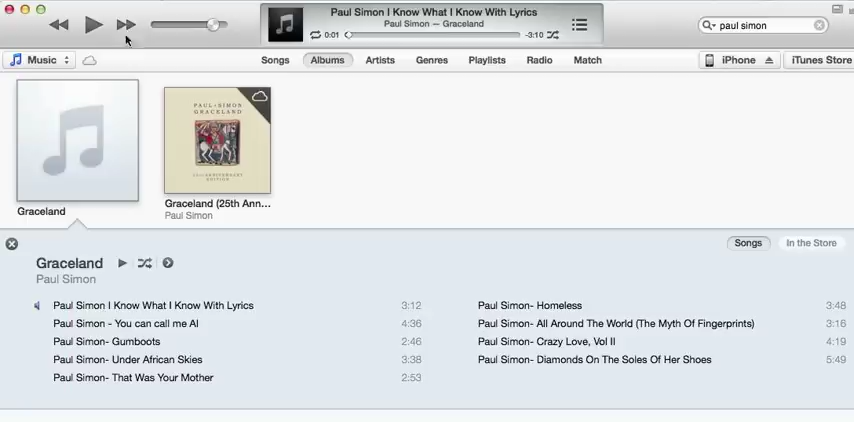 Paul Simon I Know What I Know With Lyrics
Paul Simon — Graceland
0:01 -3:10
paul simon
Music Songs Albums Artists Genres Playlists Radio Match iPhone iTunes Store
PAUL · SIMON
GRACELAND
Graceland
Graceland (25th Ann...
Paul Simon
Songs In the Store
Graceland
Paul Simon
Paul Simon I Know What I Know With Lyrics 3:12
Paul Simon - You can call me Al 4:36
Paul Simon- Gumboots 2:46
Paul Simon- Under African Skies 3:38
Paul Simon- That Was Your Mother 2:53
Paul Simon- Homeless 3:48
Paul Simon- All Around The World (The Myth Of Fingerprints) 3:16
Paul Simon- Crazy Love, Vol II 4:19
Paul Simon- Diamonds On The Soles Of Her Shoes 5:49